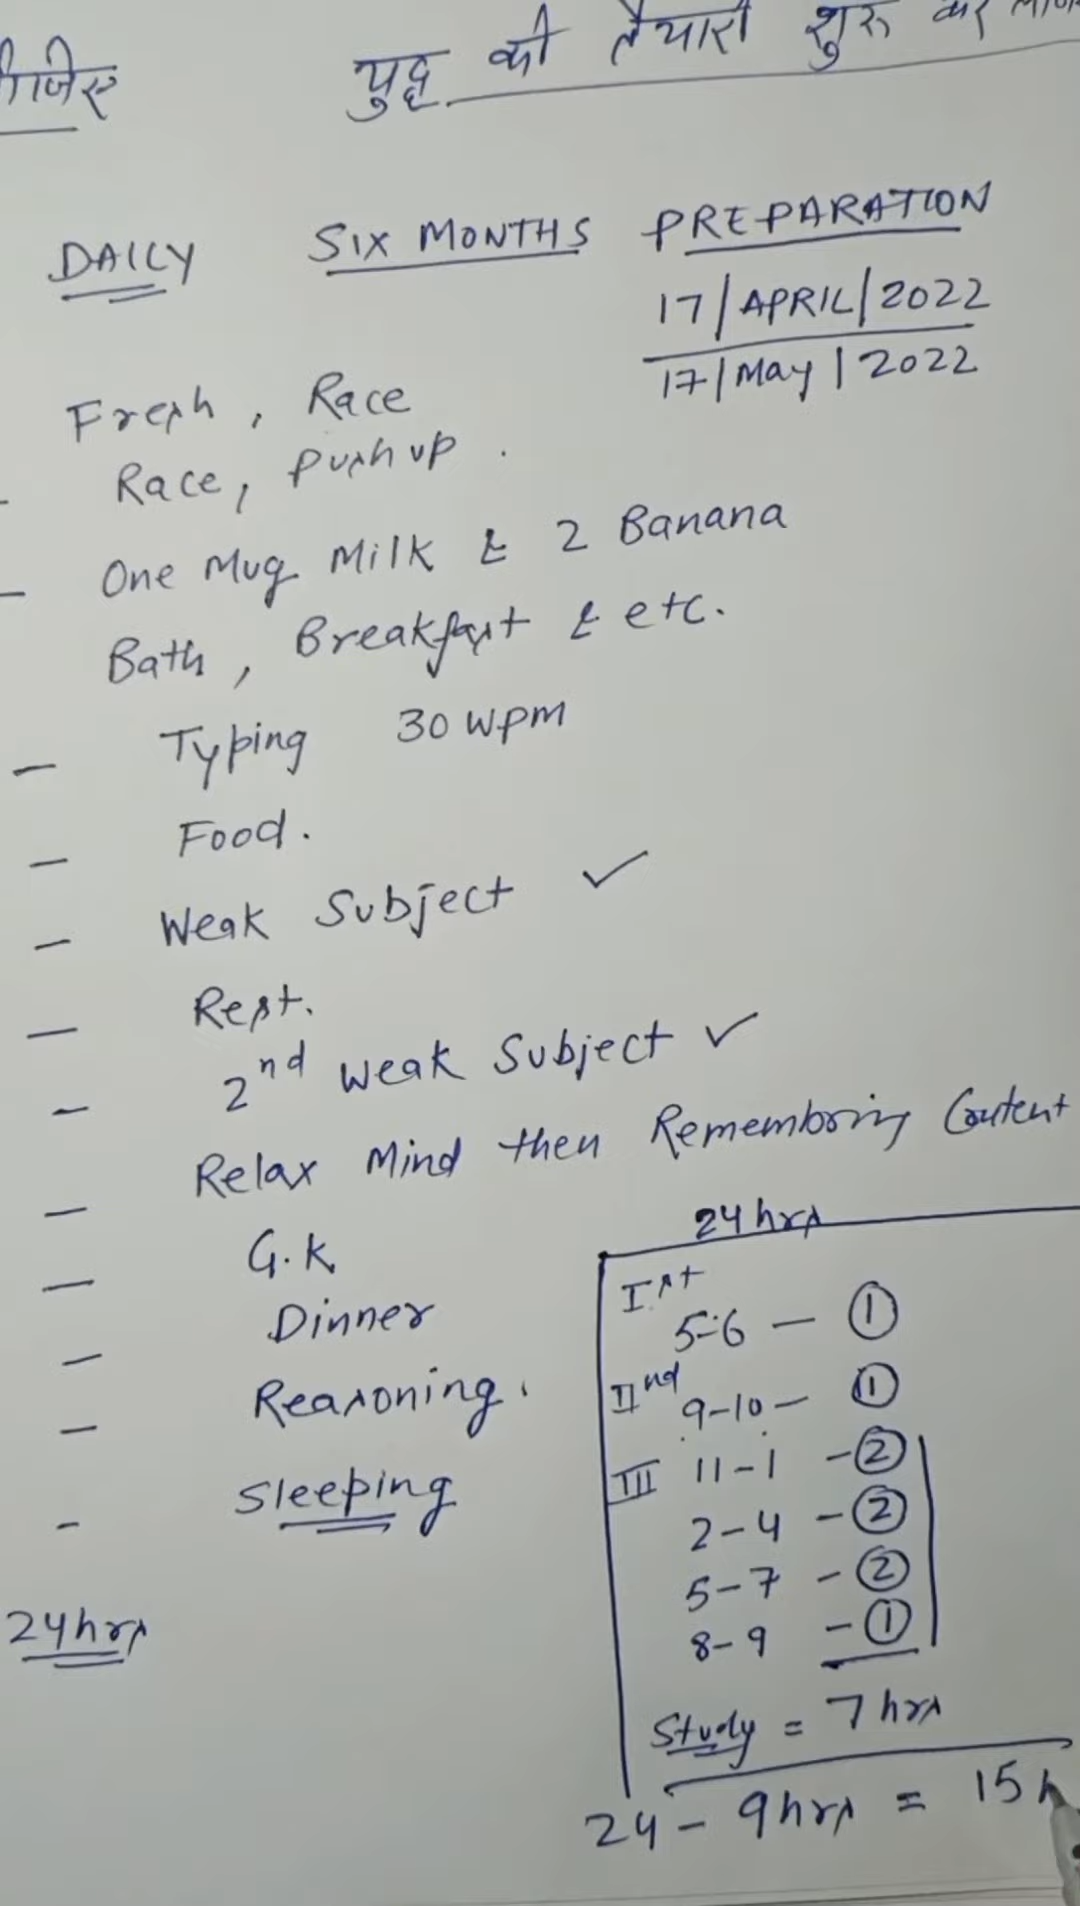 युद्ध की तैयारी शुरू कर
DAILY SIX MONTHS PREPARATION
17/APRIL/2022
17/May/2022
Fresh, Race
Race, Push up.
One Mug Milk & 2 Banana
Bath, Breakfast & etc.
- Typing 30 WPM
- Food.
- Weak Subject ✓
- Rest.
- 2nd Weak Subject ✓
- Relax Mind then Remembring Content
- G.K
- Dinner
- Reasoning.
- Sleeping
24hrs
24 hrs
Ist
5-6 - 1
IInd
9-10 - 1
III 11-1 - 2
2-4 - 2
5-7 - 2
8-9 - 1
Study = 7 hrs
24 - 9hrs = 15 h